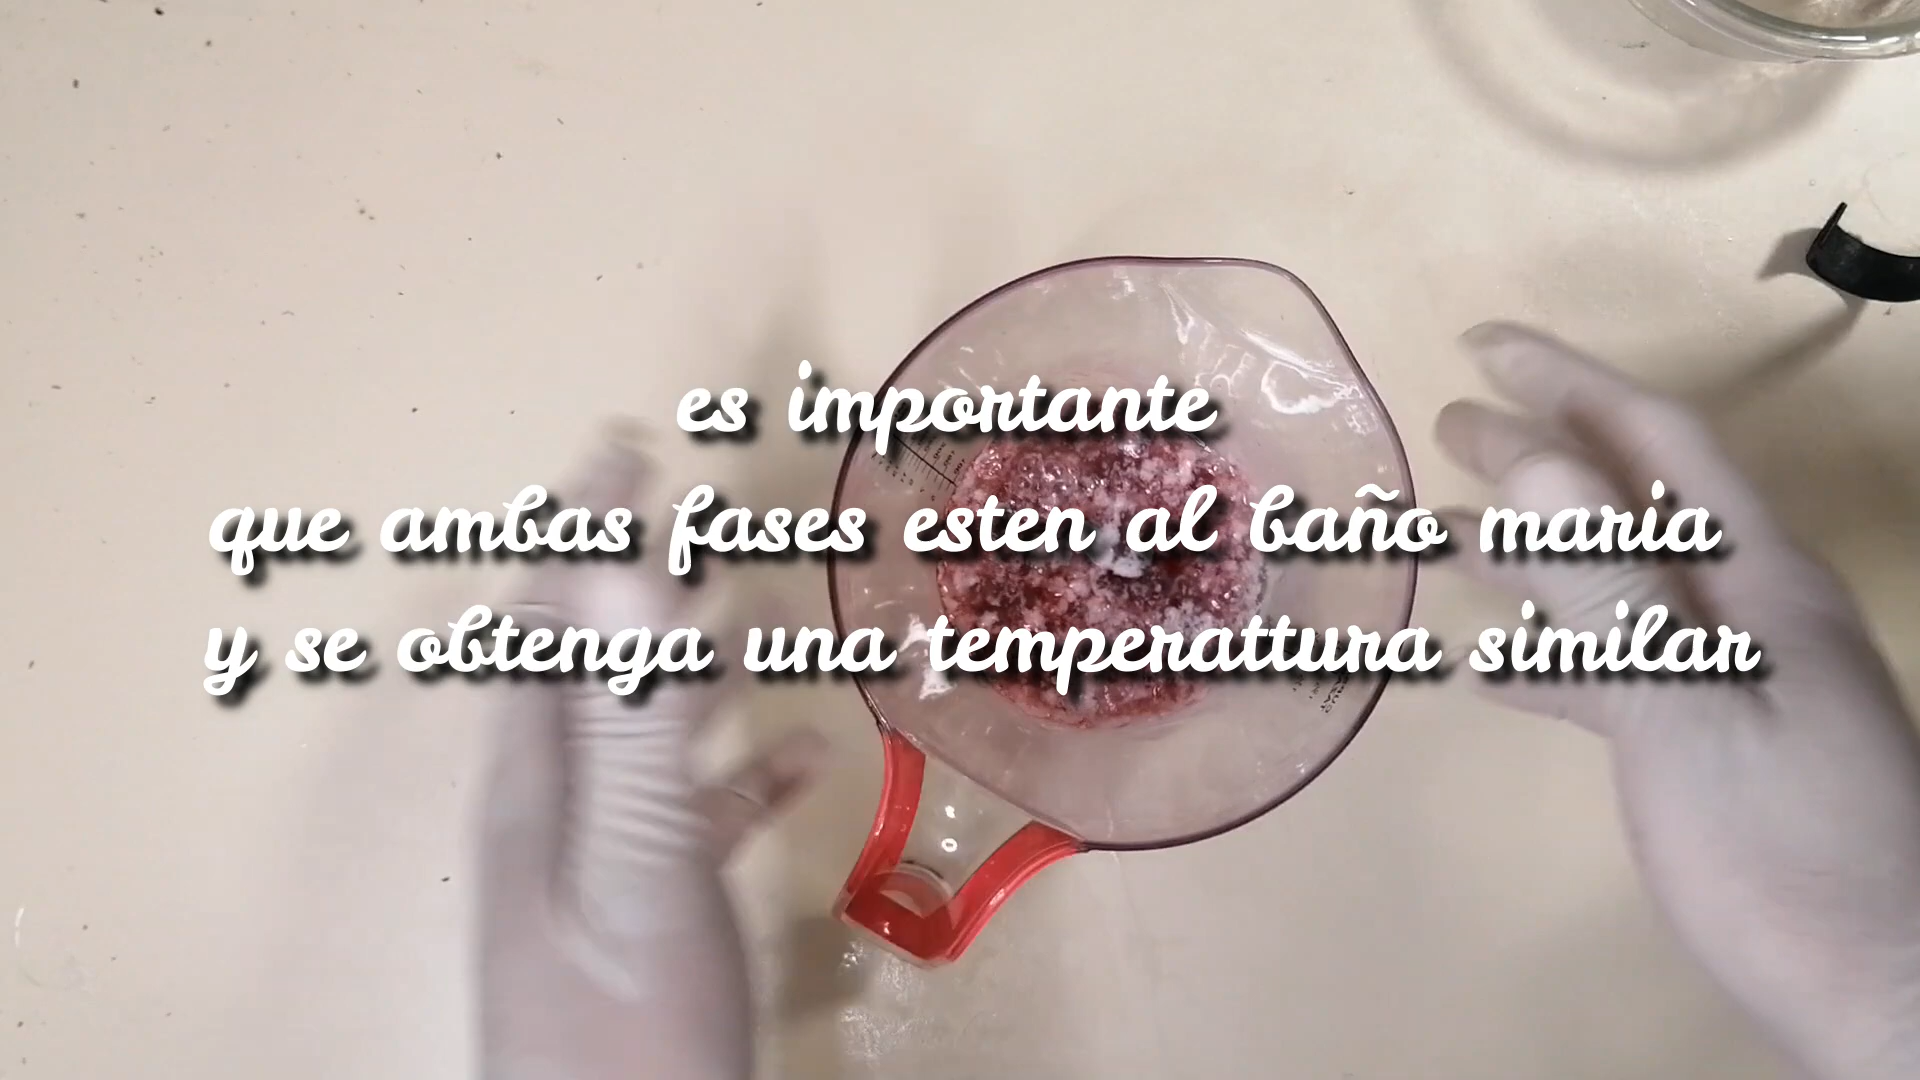 es importante
que ambas fases esten al baño maria
y se obtenga una temperattura similar